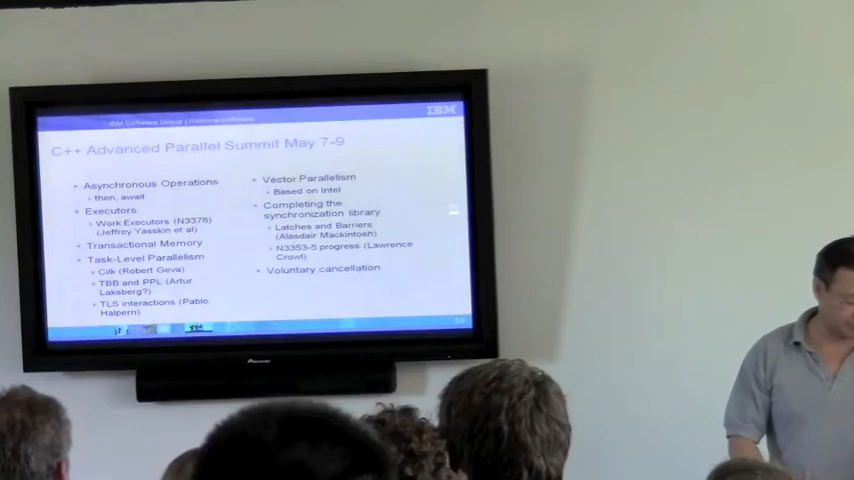 IBM Software Group | Rational software
IBM
C++ Advanced Parallel Summit May 7-9
• Asynchronous Operations
› then, await
• Executors
› Work Executors (N3378)
(Jeffrey Yasskin et al)
• Transactional Memory
• Task-Level Parallelism
› Cilk (Robert Geva)
› TBB and PPL (Artur
Laksberg?)
› TLS interactions (Pablo
Halpern)
• Vector Parallelism
› Based on Intel
• Completing the
synchronization library
› Latches and Barriers
(Alasdair Mackintosh)
› N3353-5 progress (Lawrence
Crowl)
• Voluntary cancellation
Pioneer